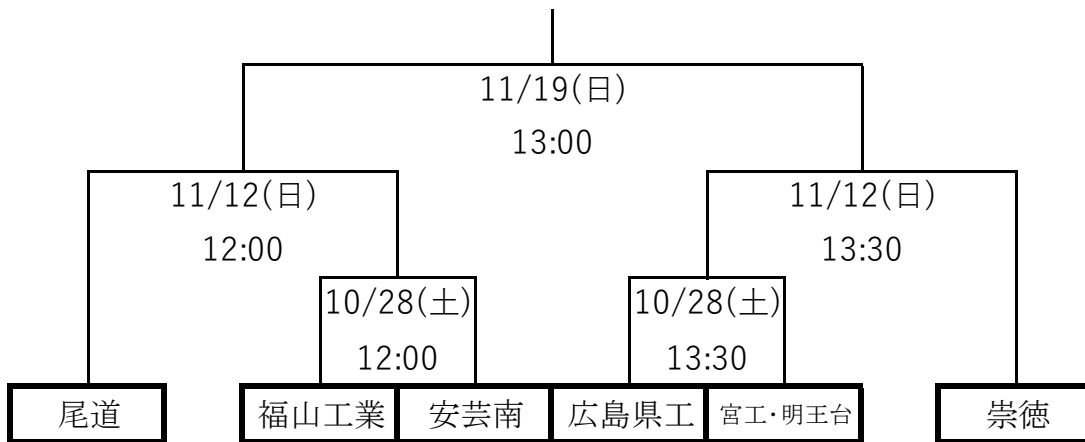 11/19(日)
13:00
11/12(日)
12:00
11/12(日)
13:30
10/28(土)
12:00
10/28(土)
13:30
尾道
福山工業
安芸南
広島県工
宮工・明王台
崇徳